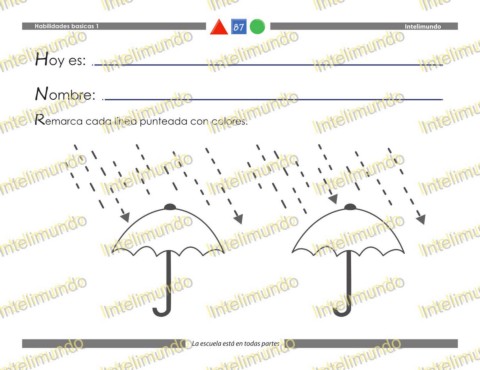 Habilidades basicas 1
87
Intelimundo
Hoy es:
Nombre:
Remarca cada línea punteada con colores.
La escuela está en todas partes
Intelimundo